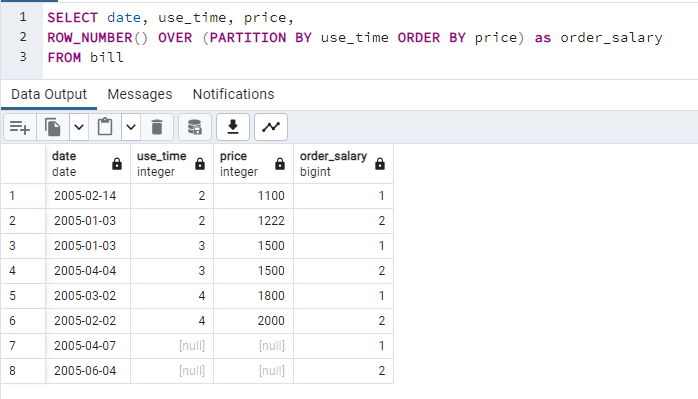 1 SELECT date, use_time, price,
2 ROW_NUMBER() OVER (PARTITION BY use_time ORDER BY price) as order_salary
3 FROM bill
Data Output Messages Notifications
date use_time price order_salary
date integer integer bigint
1 2005-02-14 2 1100 1
2 2005-01-03 2 1222 2
3 2005-01-03 3 1500 1
4 2005-04-04 3 1500 2
5 2005-03-02 4 1800 1
6 2005-02-02 4 2000 2
7 2005-04-07 [null] [null] 1
8 2005-06-04 [null] [null] 2